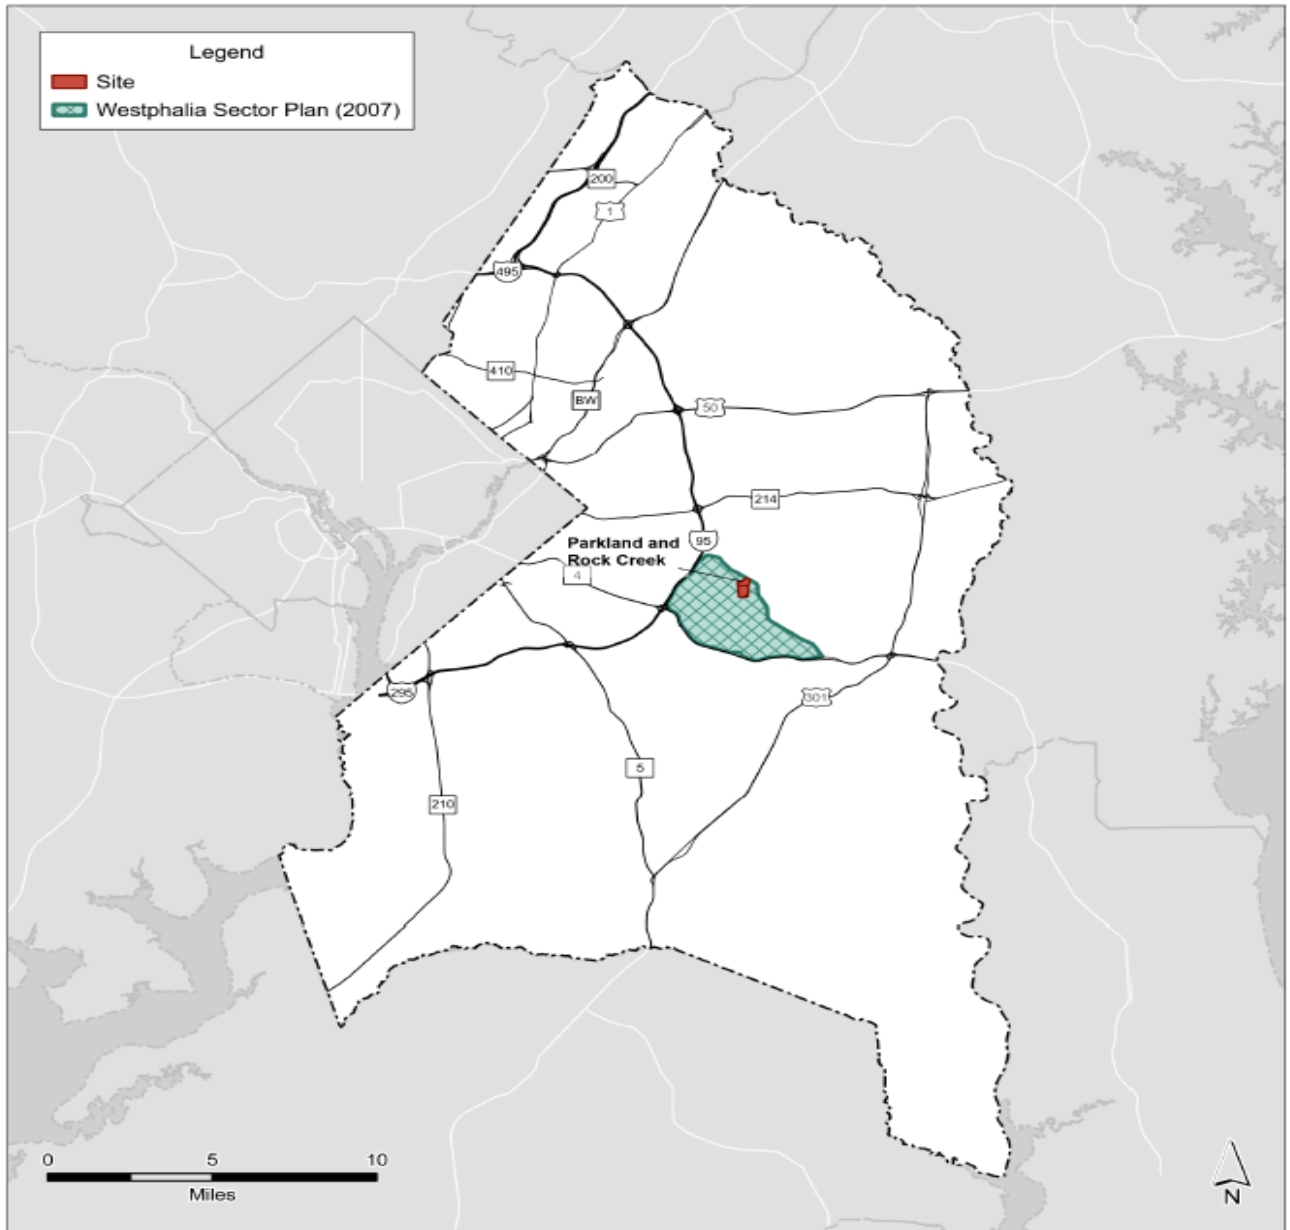 Legend
Site
Westphalia Sector Plan (2007)
200
1
495
410
BW
50
214
95
Parkland and
Rock Creek
4
295
301
5
210
0 5 10
Miles
N